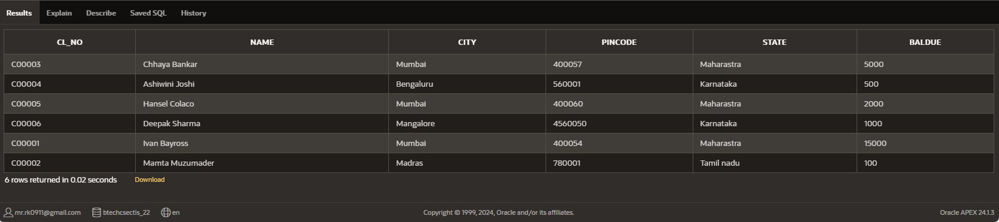 Results Explain Describe Saved SQL History
CL_NO NAME CITY PINCODE STATE BALDUE
C00003 Chhaya Bankar Mumbai 400057 Maharastra 5000
C00004 Ashiwini Joshi Bengaluru 560001 Karnataka 500
C00005 Hansel Colaco Mumbai 400060 Maharastra 2000
C00006 Deepak Sharma Mangalore 4560050 Karnataka 1000
C00001 Ivan Bayross Mumbai 400054 Maharastra 15000
C00002 Mamta Muzumader Madras 780001 Tamil nadu 100
6 rows returned in 0.02 seconds Download
mr.rk0911@gmail.com btechcsectis_22 en Copyright © 1999, 2024, Oracle and/or its affiliates. Oracle APEX 24.1.3